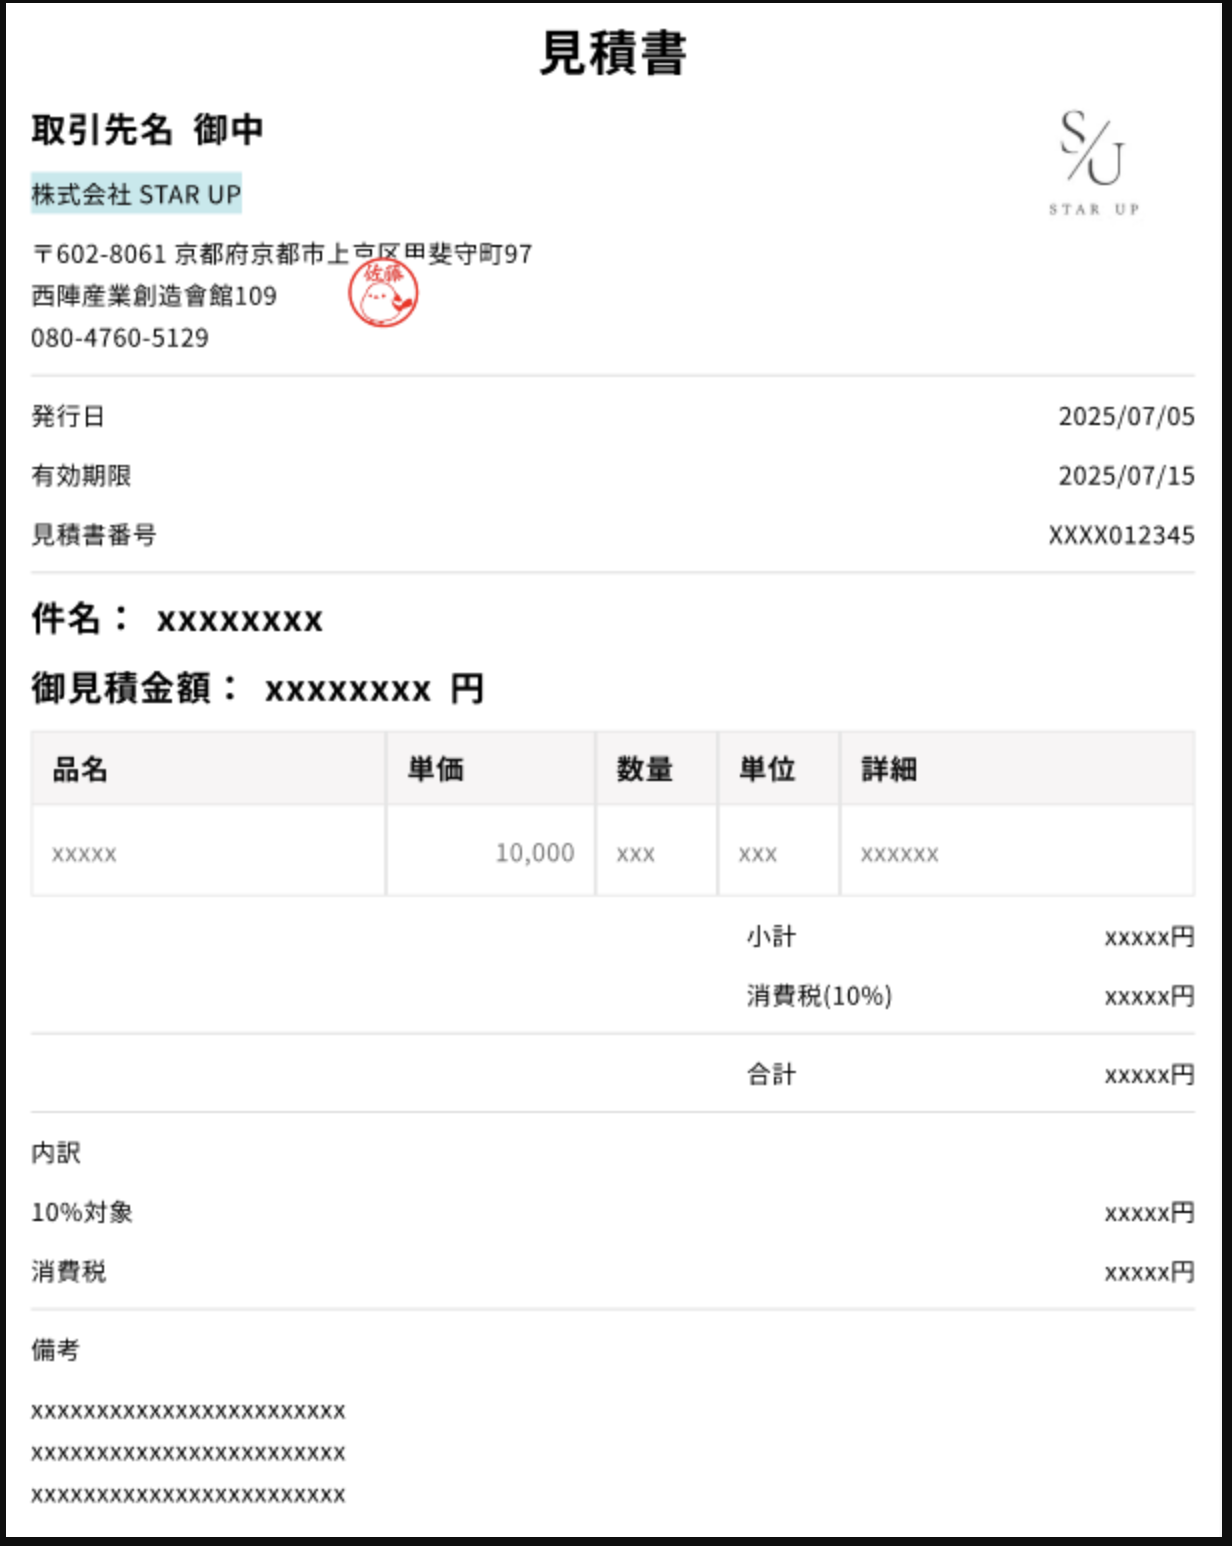 見積書
取引先名 御中
S/U
STAR UP
株式会社 STAR UP
〒602-8061 京都府京都市上京区甲斐守町97
西陣産業創造會館109
佐藤
080-4760-5129
発行日 2025/07/05
有効期限 2025/07/15
見積書番号 XXXX012345
件名： xxxxxxxx
御見積金額： xxxxxxxx 円
品名 単価 数量 単位 詳細
xxxxx 10,000 xxx xxx xxxxxx
小計 xxxxx円
消費税(10%) xxxxx円
合計 xxxxx円
内訳
10%対象 xxxxx円
消費税 xxxxx円
備考
xxxxxxxxxxxxxxxxxxxxxxxx
xxxxxxxxxxxxxxxxxxxxxxxx
xxxxxxxxxxxxxxxxxxxxxxxx